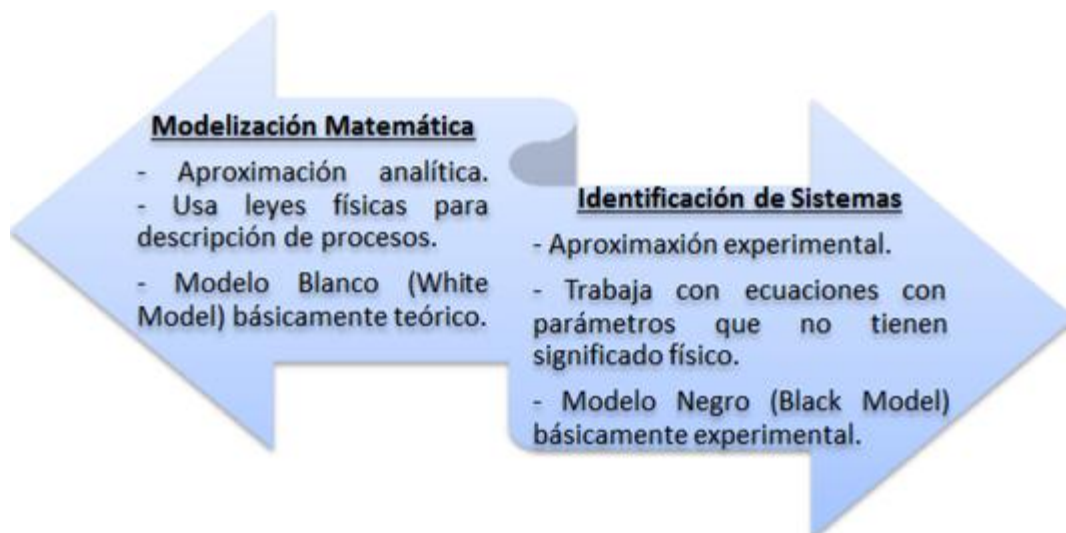 Modelización Matemática
- Aproximación analítica.
- Usa leyes físicas para
descripción de procesos.
- Modelo Blanco (White
Model) básicamente teórico.
Identificación de Sistemas
- Aproximaxión experimental.
- Trabaja con ecuaciones con
parámetros que no tienen
significado físico.
- Modelo Negro (Black Model)
básicamente experimental.